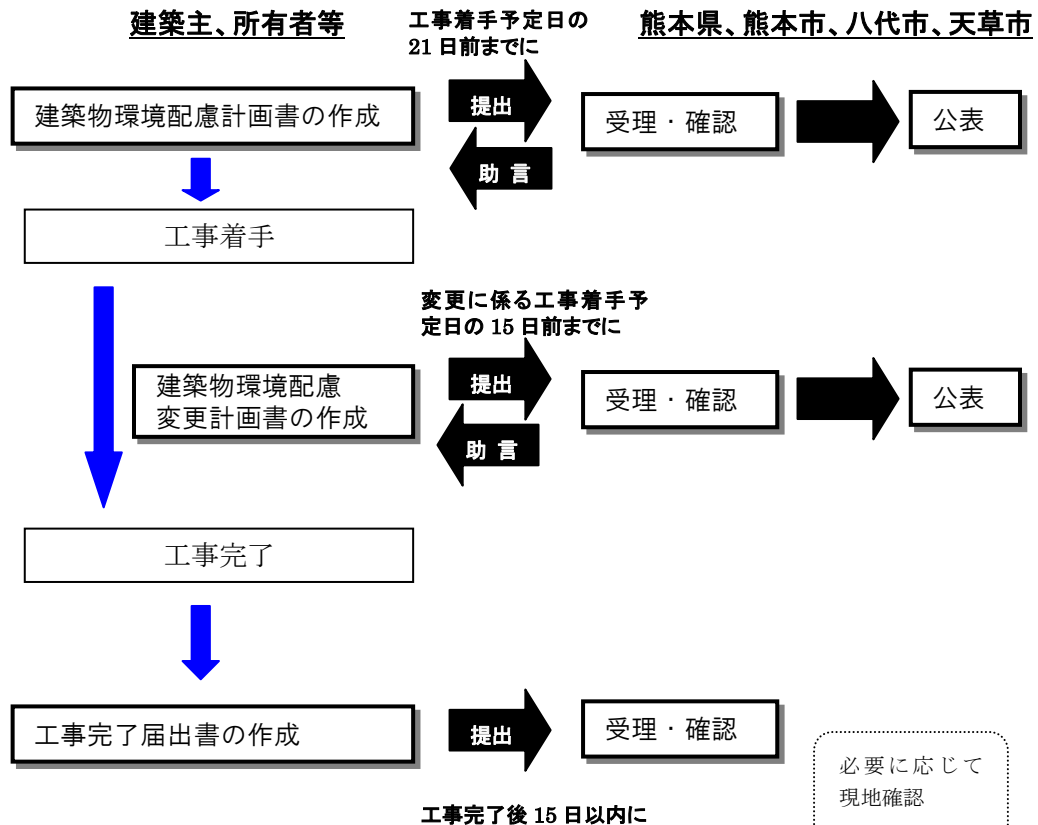 建築主、所有者等
工事着手予定日の
21日前までに
熊本県、熊本市、八代市、天草市
建築物環境配慮計画書の作成
提出
受理・確認
公表
助言
工事着手
変更に係る工事着手予
定日の15日前までに
建築物環境配慮
変更計画書の作成
提出
受理・確認
公表
助言
工事完了
工事完了届出書の作成
提出
受理・確認
必要に応じて
現地確認
工事完了後15日以内に